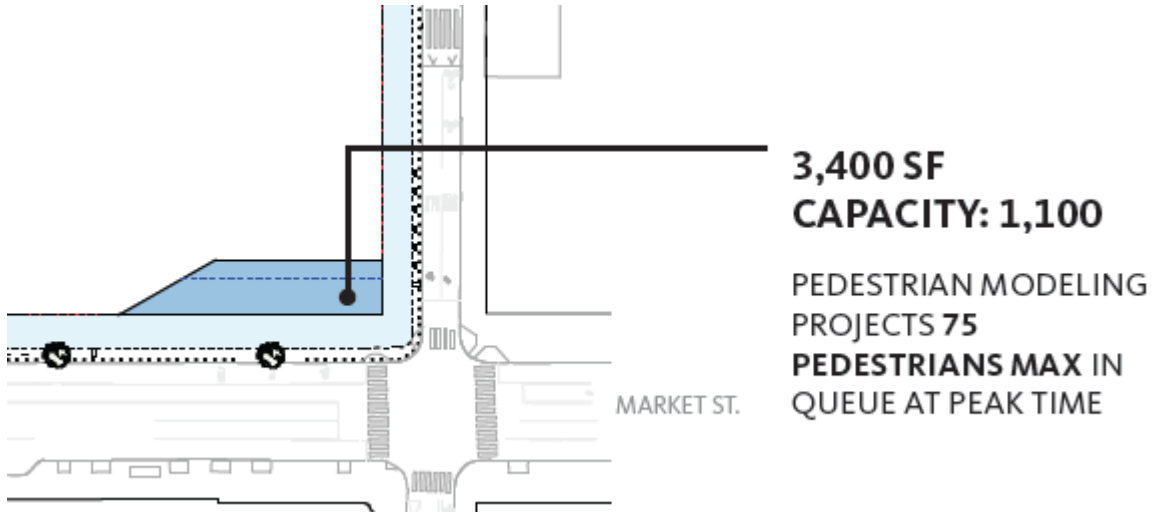 3,400 SF
CAPACITY: 1,100
PEDESTRIAN MODELING
PROJECTS 75
PEDESTRIANS MAX IN
QUEUE AT PEAK TIME
MARKET ST.